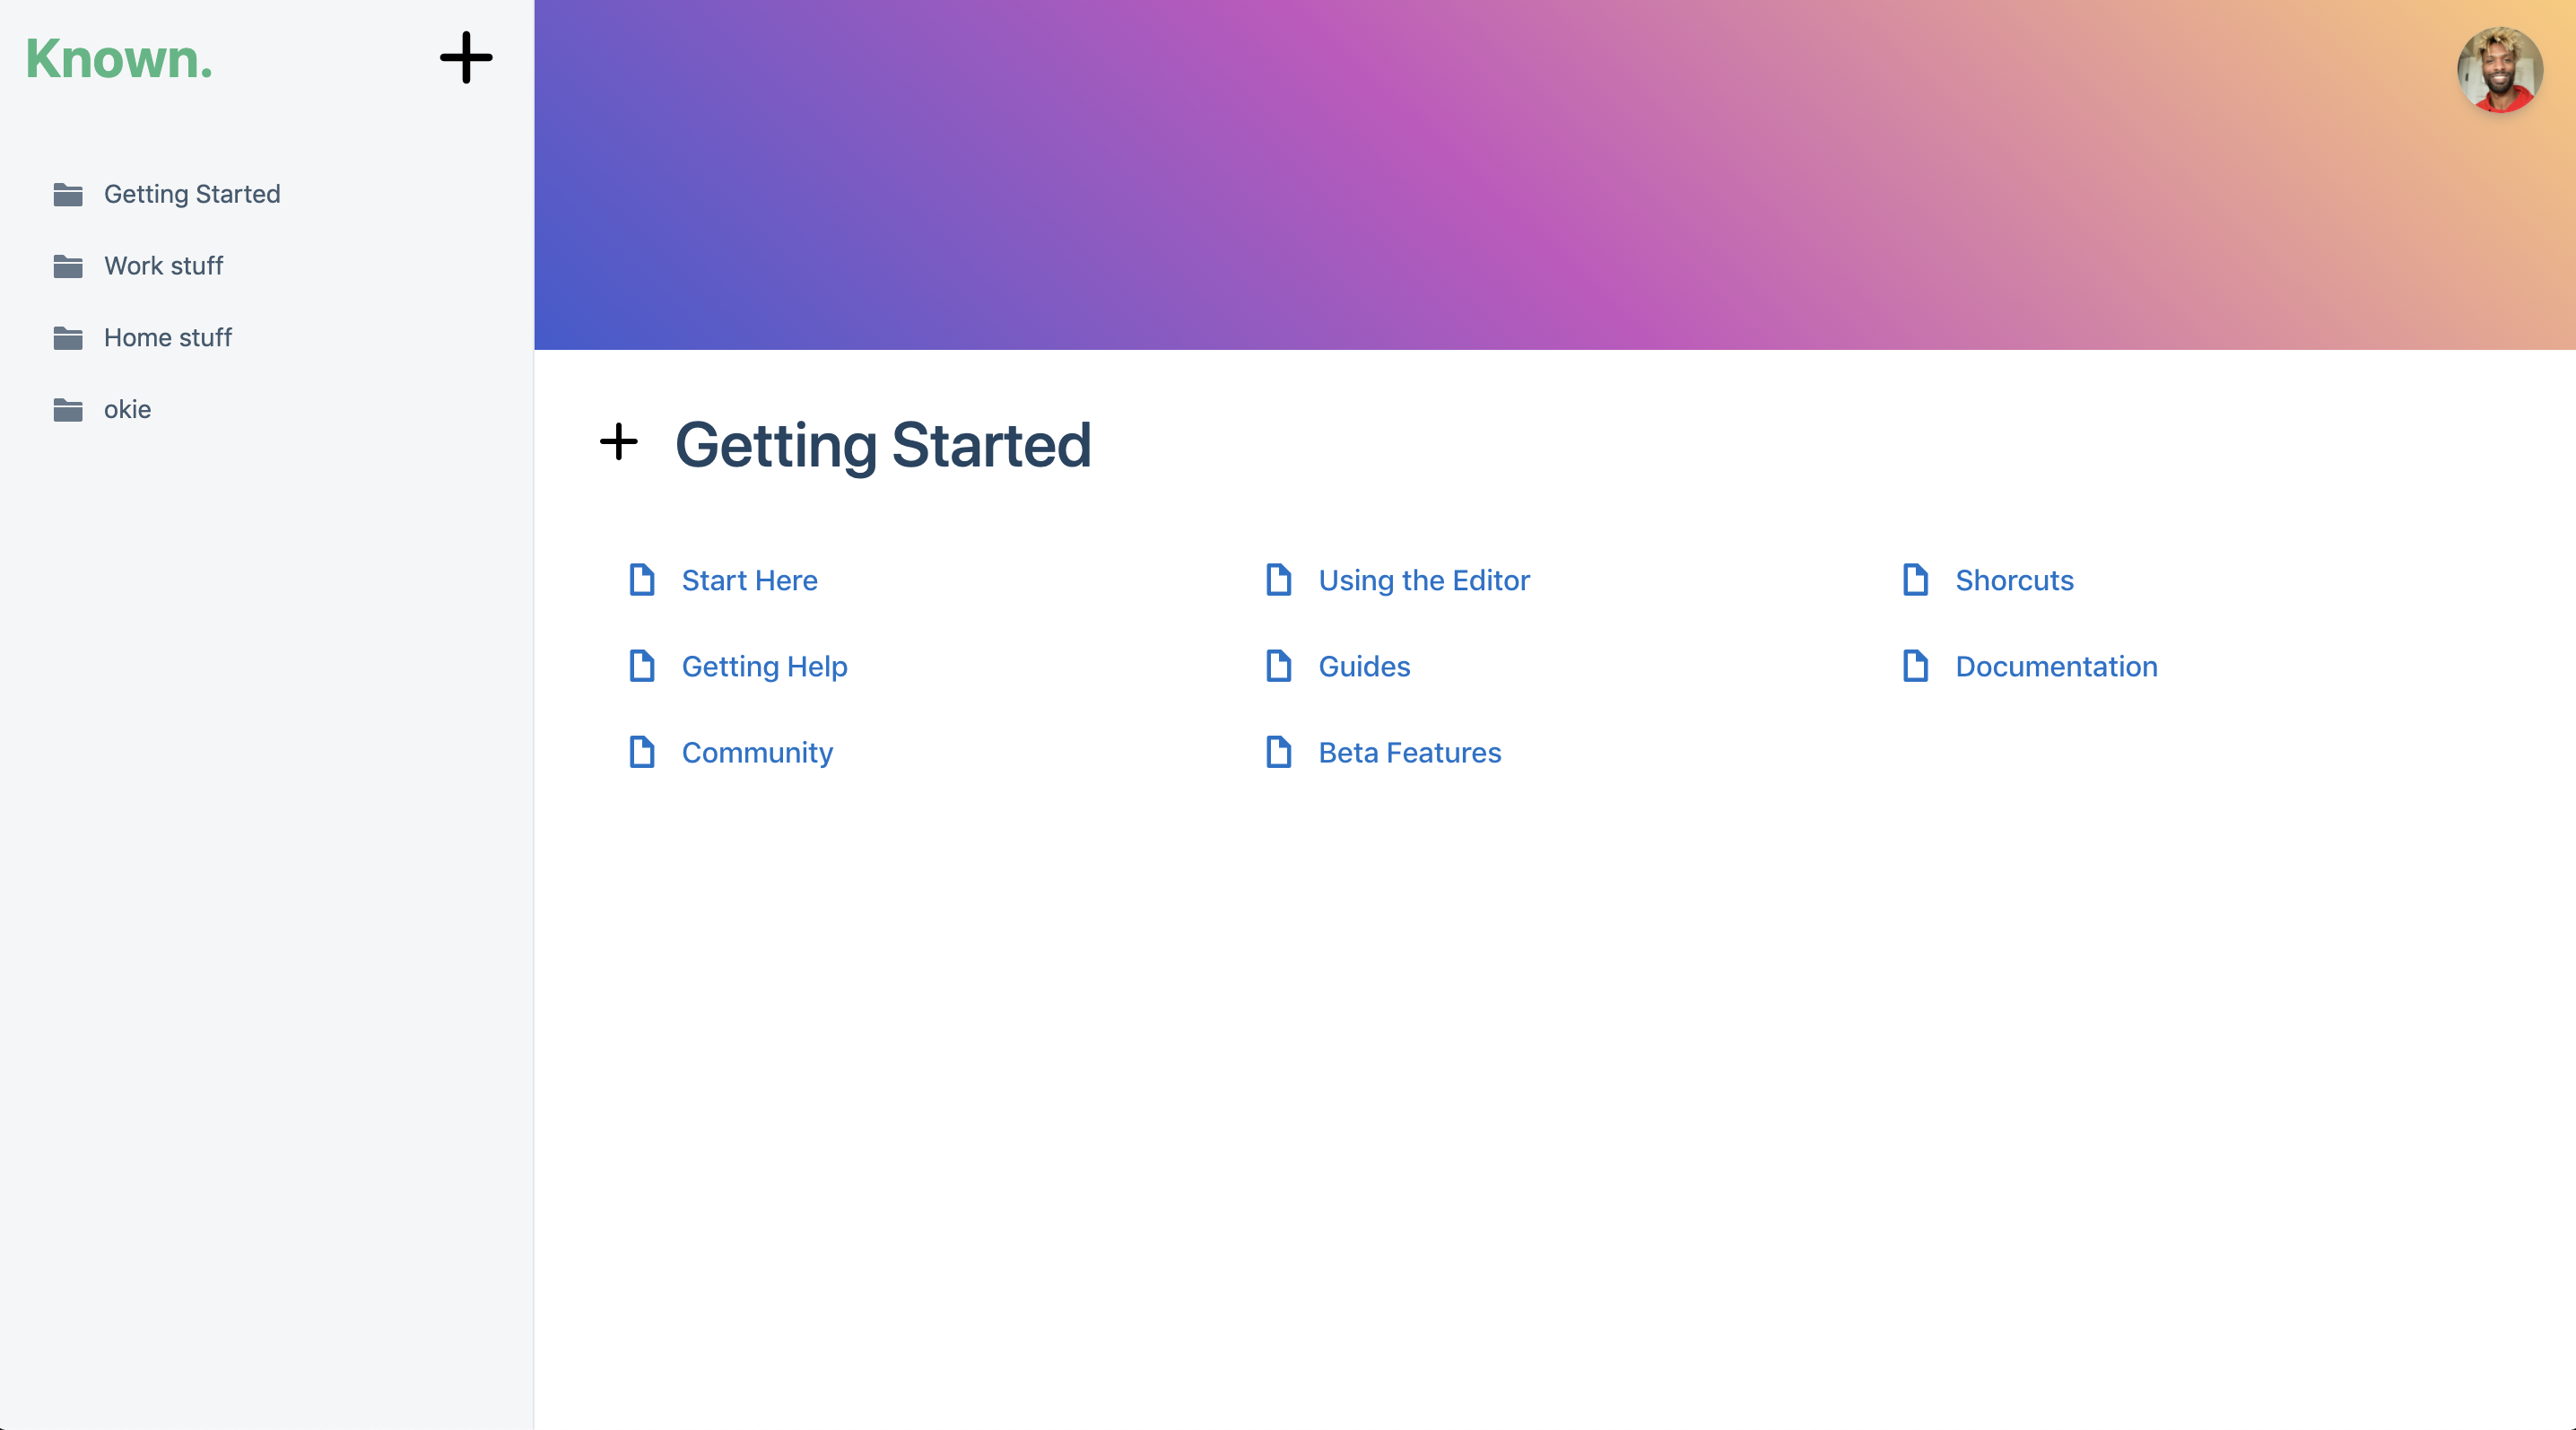 Known.
Getting Started
Work stuff
Home stuff
okie
Getting Started
Start Here
Using the Editor
Shorcuts
Getting Help
Guides
Documentation
Community
Beta Features